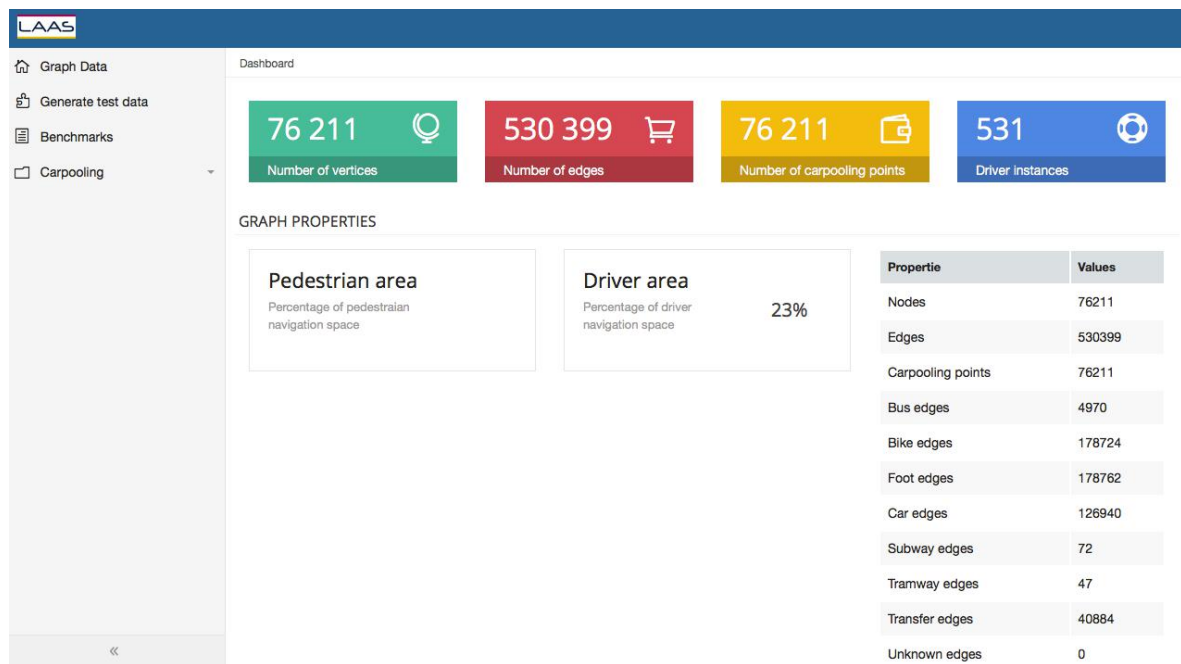 LAAS
Graph Data
Generate test data
Benchmarks
Carpooling
«
Dashboard
76 211
Number of vertices
530 399
Number of edges
76 211
Number of carpooling points
531
Driver instances
GRAPH PROPERTIES
Pedestrian area
Percentage of pedestraian
navigation space
Driver area
Percentage of driver
navigation space
23%
Propertie Values
Nodes 76211
Edges 530399
Carpooling points 76211
Bus edges 4970
Bike edges 178724
Foot edges 178762
Car edges 126940
Subway edges 72
Tramway edges 47
Transfer edges 40884
Unknown edges 0